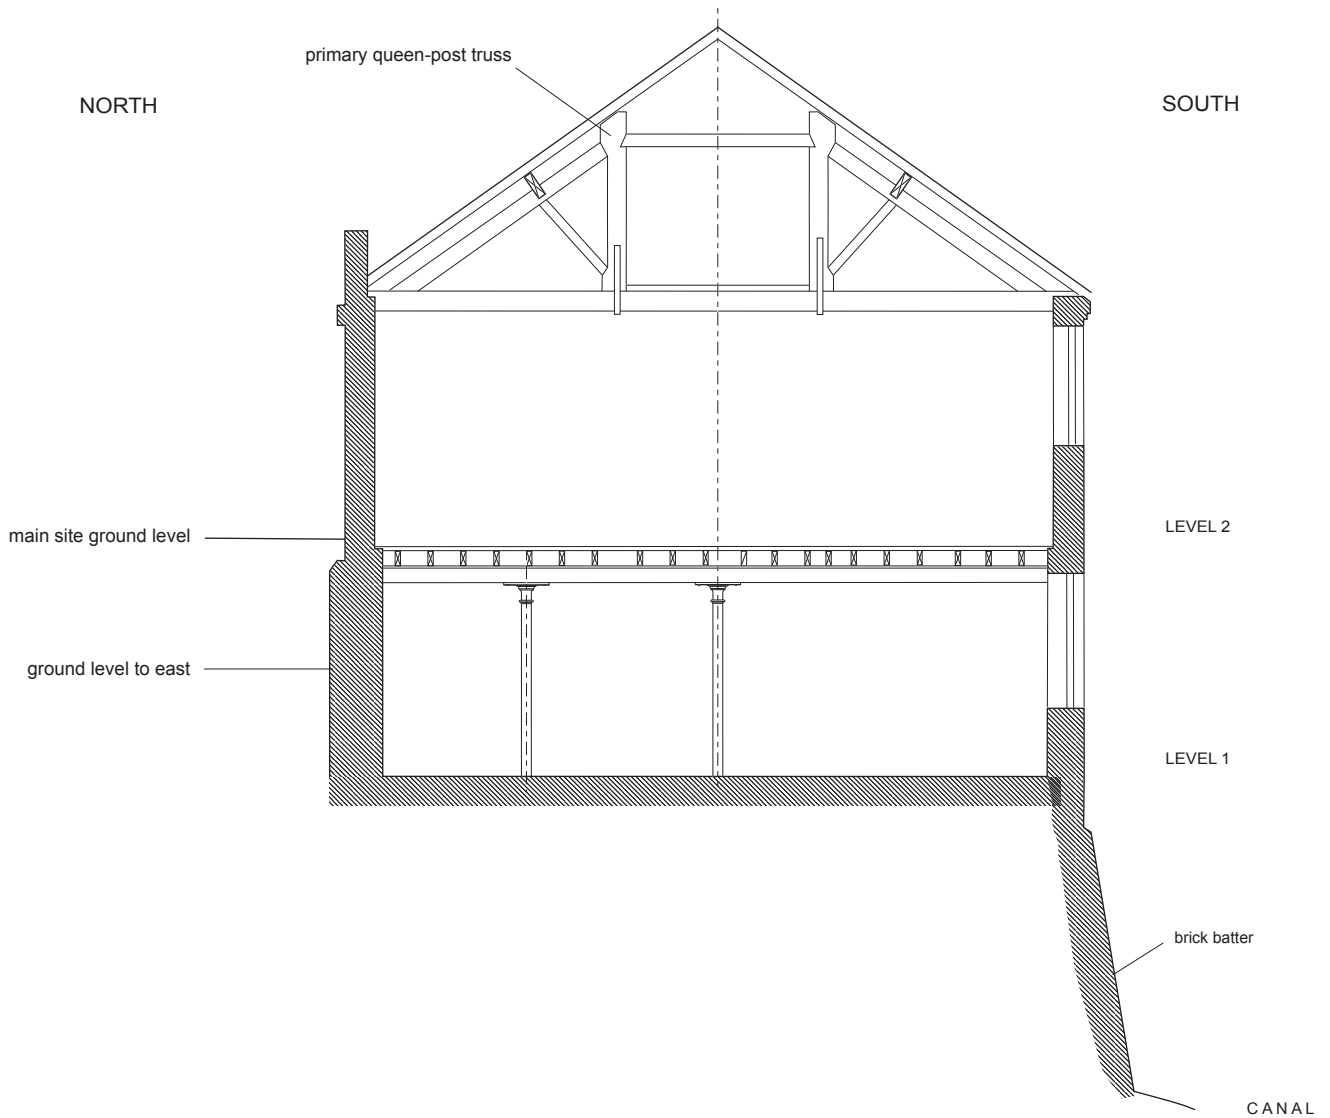 primary queen-post truss
NORTH
SOUTH
main site ground level
LEVEL 2
ground level to east
LEVEL 1
brick batter
CANAL